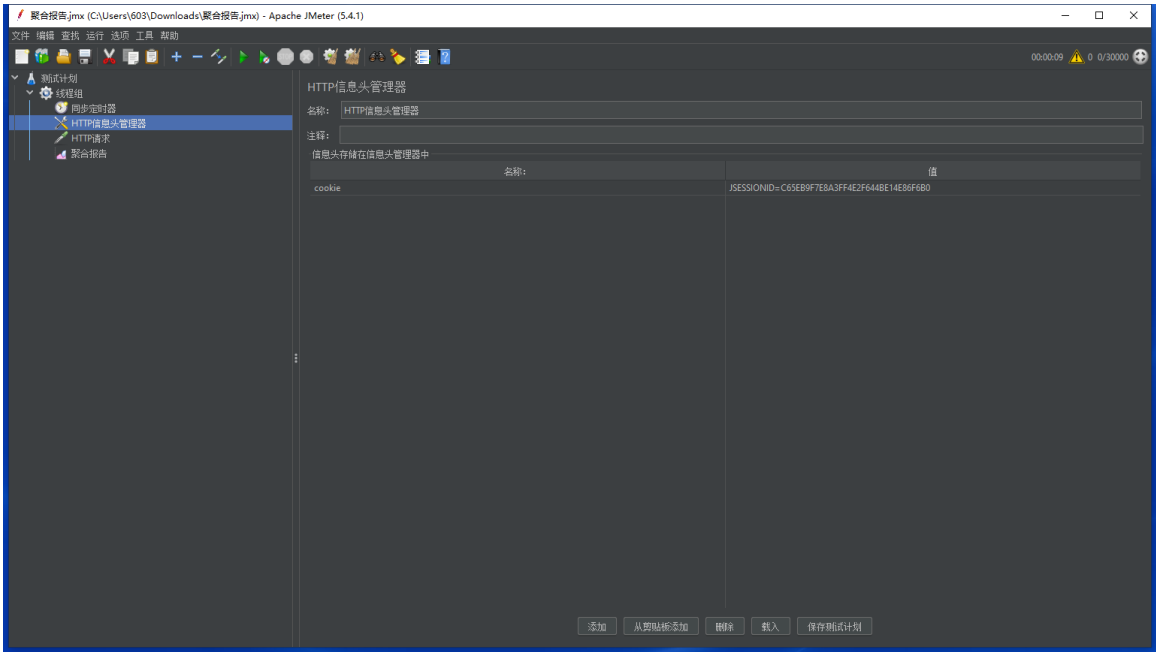 聚合报告.jmx (C:\Users\603\Downloads\聚合报告.jmx) - Apache JMeter (5.4.1)
文件 编辑 查找 运行 选项 工具 帮助
00:00:09 0 0/30000
测试计划
线程组
同步定时器
HTTP信息头管理器
HTTP请求
聚合报告
HTTP信息头管理器
名称: HTTP信息头管理器
注释:
信息头存储在信息头管理器中
名称: 值
cookie JSESSIONID=C65EB9F7E8A3FF4E2F644BE14E86F6B0
添加 从剪贴板添加 删除 载入 保存测试计划